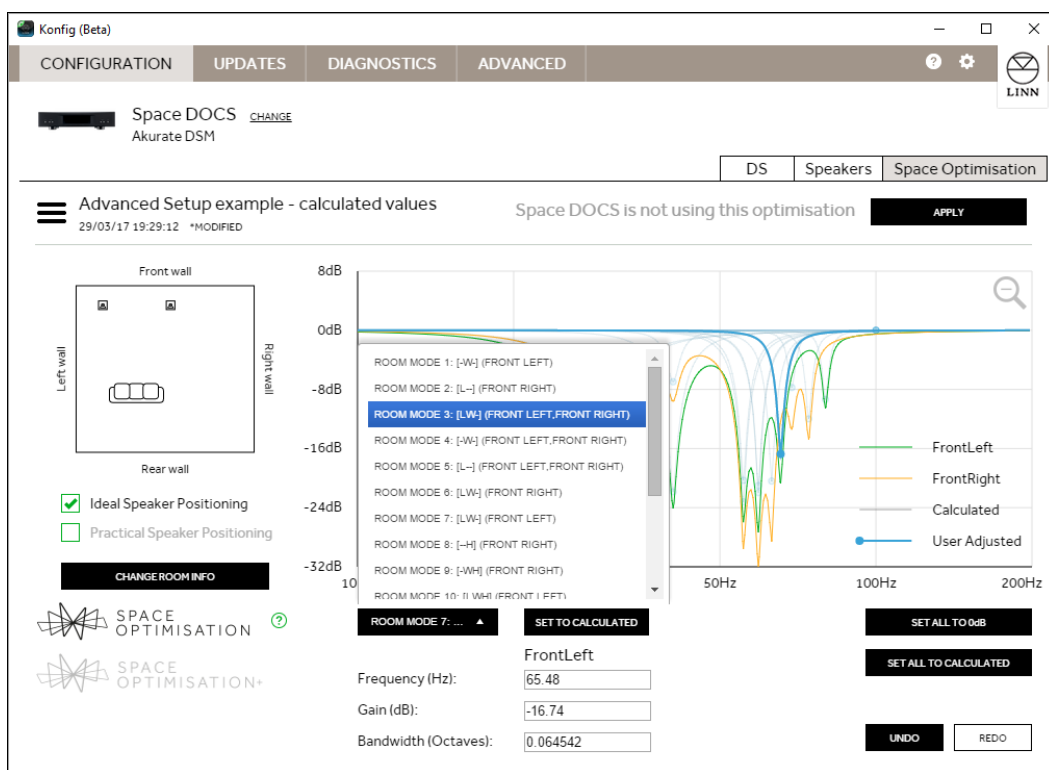 Konfig (Beta)
CONFIGURATION UPDATES DIAGNOSTICS ADVANCED
LINN
Space DOCS CHANGE
Akurate DSM
DS Speakers Space Optimisation
Advanced Setup example - calculated values
29/03/17 19:29:12 *MODIFIED
Space DOCS is not using this optimisation
APPLY
Front wall
Left wall
Right wall
Rear wall
Ideal Speaker Positioning
Practical Speaker Positioning
CHANGE ROOM INFO
SPACE
OPTIMISATION ?
SPACE
OPTIMISATION+
8dB
0dB
-8dB
-16dB
-24dB
-32dB
10
50Hz
100Hz
200Hz
ROOM MODE 1: [-W-] (FRONT LEFT)
ROOM MODE 2: [L--] (FRONT RIGHT)
ROOM MODE 3: [LW-] (FRONT LEFT,FRONT RIGHT)
ROOM MODE 4: [-W-] (FRONT LEFT,FRONT RIGHT)
ROOM MODE 5: [L--] (FRONT LEFT,FRONT RIGHT)
ROOM MODE 6: [LW-] (FRONT RIGHT)
ROOM MODE 7: [LW-] (FRONT LEFT)
ROOM MODE 8: [--H] (FRONT RIGHT)
ROOM MODE 9: [-WH] (FRONT RIGHT)
ROOM MODE 10: [LWH] (FRONT LEFT)
FrontLeft
FrontRight
Calculated
User Adjusted
ROOM MODE 7: ...
SET TO CALCULATED
SET ALL TO 0dB
SET ALL TO CALCULATED
FrontLeft
Frequency (Hz): 65.48
Gain (dB): -16.74
Bandwidth (Octaves): 0.064542
UNDO
REDO